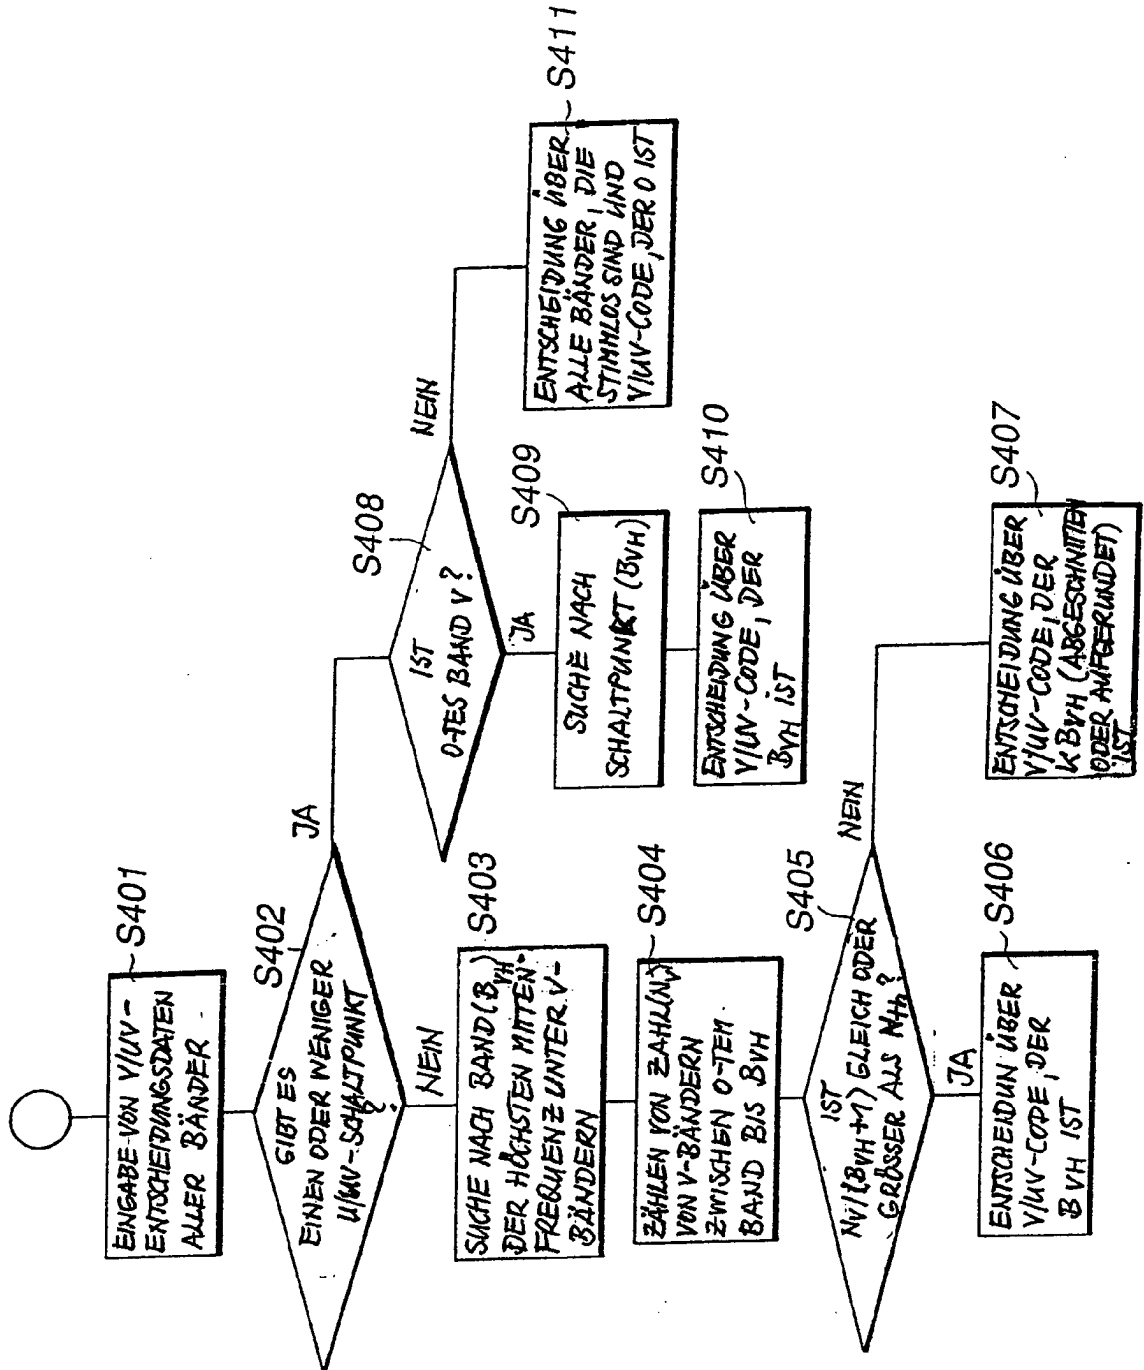 S401
EINGABE VON V/UV-
ENTSCHEIDUNGSDATEN
ALLER BÄNDER
S402
GIBT ES
EINEN ODER WENIGER
U/UV-SCHALTPUNKT
?
JA
NEIN
S403
SUCHE NACH BAND (BVH)
DER HÖCHSTEN MITTEN-
FREQUENZ UNTER V-
BÄNDERN
S404
ZÄHLEN VON ZAHL (NV)
VON V-BÄNDERN
ZWISCHEN 0-TEM
BAND BIS BVH
S405
IST
NV/(BVH+1) GLEICH ODER
GRÖSSER ALS Nth?
NEIN
JA
S406
ENTSCHEIDUN ÜBER
V/UV-CODE, DER
BVH IST
S407
ENTSCHEIDUNG ÜBER
V/UV-CODE, DER
k BVH (ABGESCHNITTEN
ODER AUFGERUNDET)
IST
S408
IST
0-TES BAND V?
NEIN
JA
S409
SUCHE NACH
SCHALTPUNKT (BVH)
S410
ENTSCHEIDUNG ÜBER
V/UV-CODE, DER
BVH IST
S411
ENTSCHEIDUNG ÜBER
ALLE BÄNDER, DIE
STIMMLOS SIND UND
V/UV-CODE, DER 0 IST